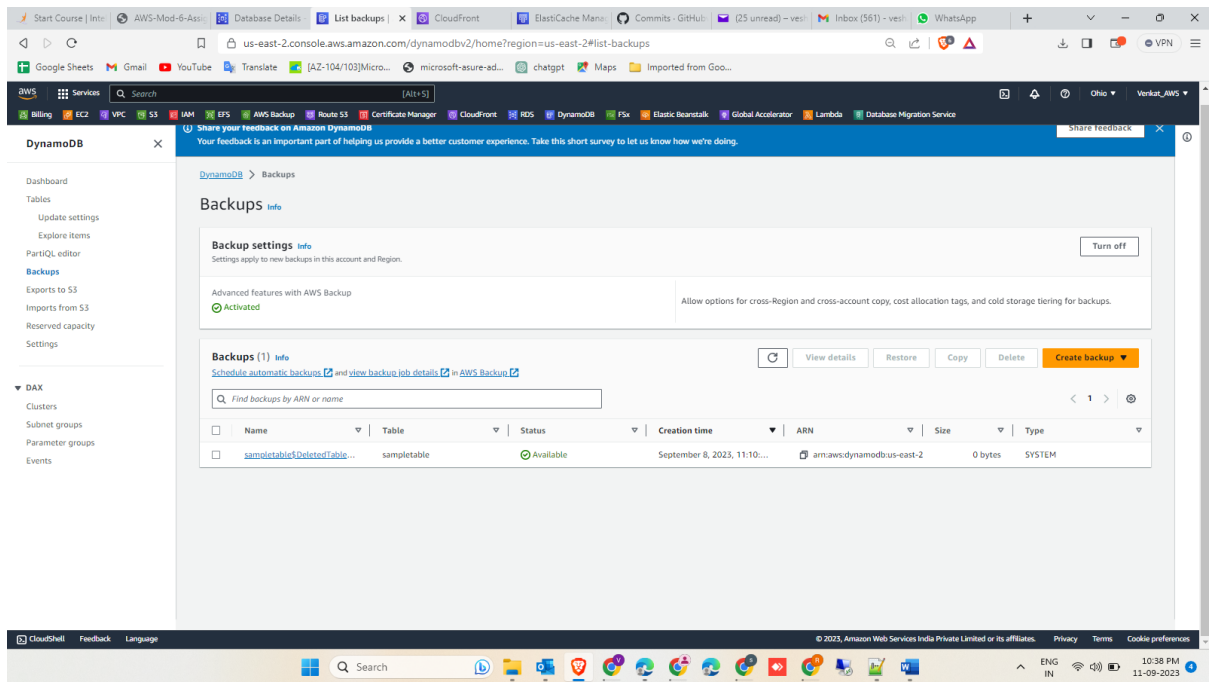 Start Course | Inte
AWS-Mod-6-Assig
Database Details
List backups |
CloudFront
ElastiCache Mana
Commits · GitHub
(25 unread) – vesh
Inbox (561) - vesh
WhatsApp
us-east-2.console.aws.amazon.com/dynamodbv2/home?region=us-east-2#list-backups
VPN
Google Sheets Gmail YouTube Translate [AZ-104/103]Micro... microsoft-asure-ad... chatgpt Maps Imported from Goo...
aws Services Search [Alt+S] Ohio ▼ Venkat_AWS ▼
Billing EC2 VPC S3 IAM EFS AWS Backup Route 53 Certificate Manager CloudFront RDS DynamoDB FSx Elastic Beanstalk Global Accelerator Lambda Database Migration Service
DynamoDB
Share your feedback on Amazon DynamoDB
Your feedback is an important part of helping us provide a better customer experience. Take this short survey to let us know how we're doing.
Share feedback
Dashboard
Tables
Update settings
Explore items
PartiQL editor
Backups
Exports to S3
Imports from S3
Reserved capacity
Settings
DAX
Clusters
Subnet groups
Parameter groups
Events
DynamoDB > Backups
Backups Info
Backup settings Info
Settings apply to new backups in this account and Region.
Turn off
Advanced features with AWS Backup
Activated
Allow options for cross-Region and cross-account copy, cost allocation tags, and cold storage tiering for backups.
Backups (1) Info
View details Restore Copy Delete Create backup ▼
Schedule automatic backups and view backup job details in AWS Backup
Find backups by ARN or name
< 1 >
Name Table Status Creation time ARN Size Type
sampletable$DeletedTable... sampletable Available September 8, 2023, 11:10:... arn:aws:dynamodb:us-east-2 0 bytes SYSTEM
CloudShell Feedback Language © 2023, Amazon Web Services India Private Limited or its affiliates. Privacy Terms Cookie preferences
Search
ENG
IN
10:38 PM
11-09-2023
4